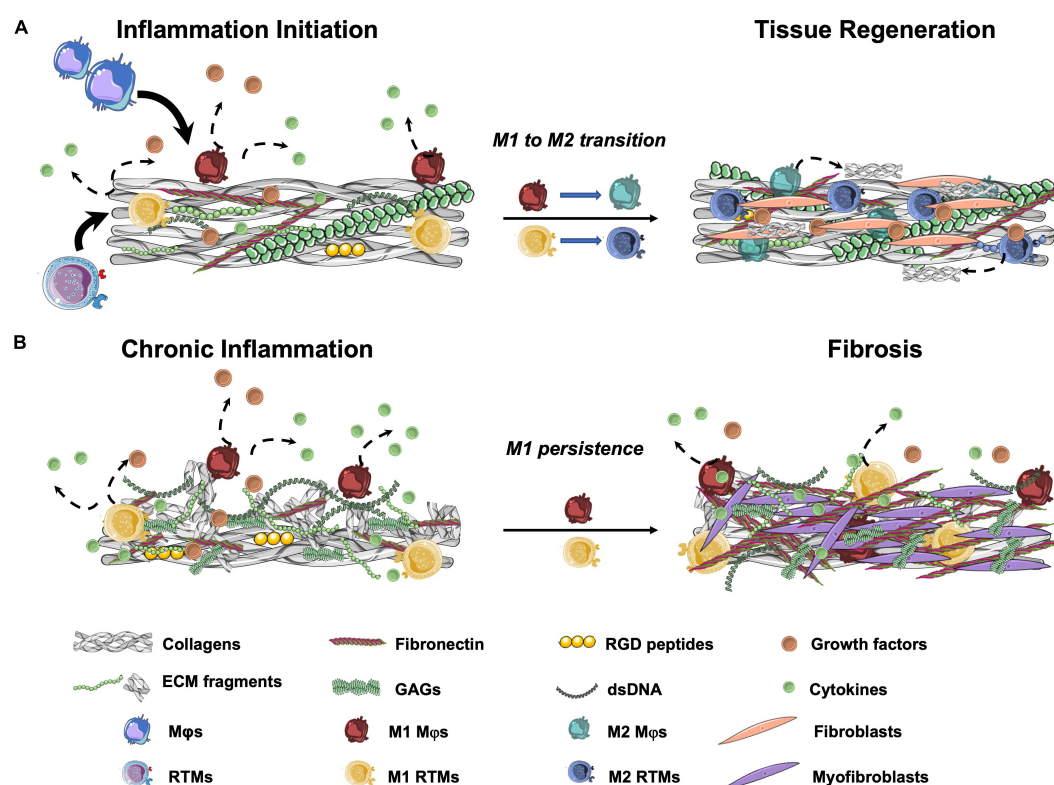 A
Inflammation Initiation
Tissue Regeneration
M1 to M2 transition
B
Chronic Inflammation
Fibrosis
M1 persistence
Collagens
Fibronectin
RGD peptides
Growth factors
ECM fragments
GAGs
dsDNA
Cytokines
Mφs
M1 Mφs
M2 Mφs
Fibroblasts
RTMs
M1 RTMs
M2 RTMs
Myofibroblasts